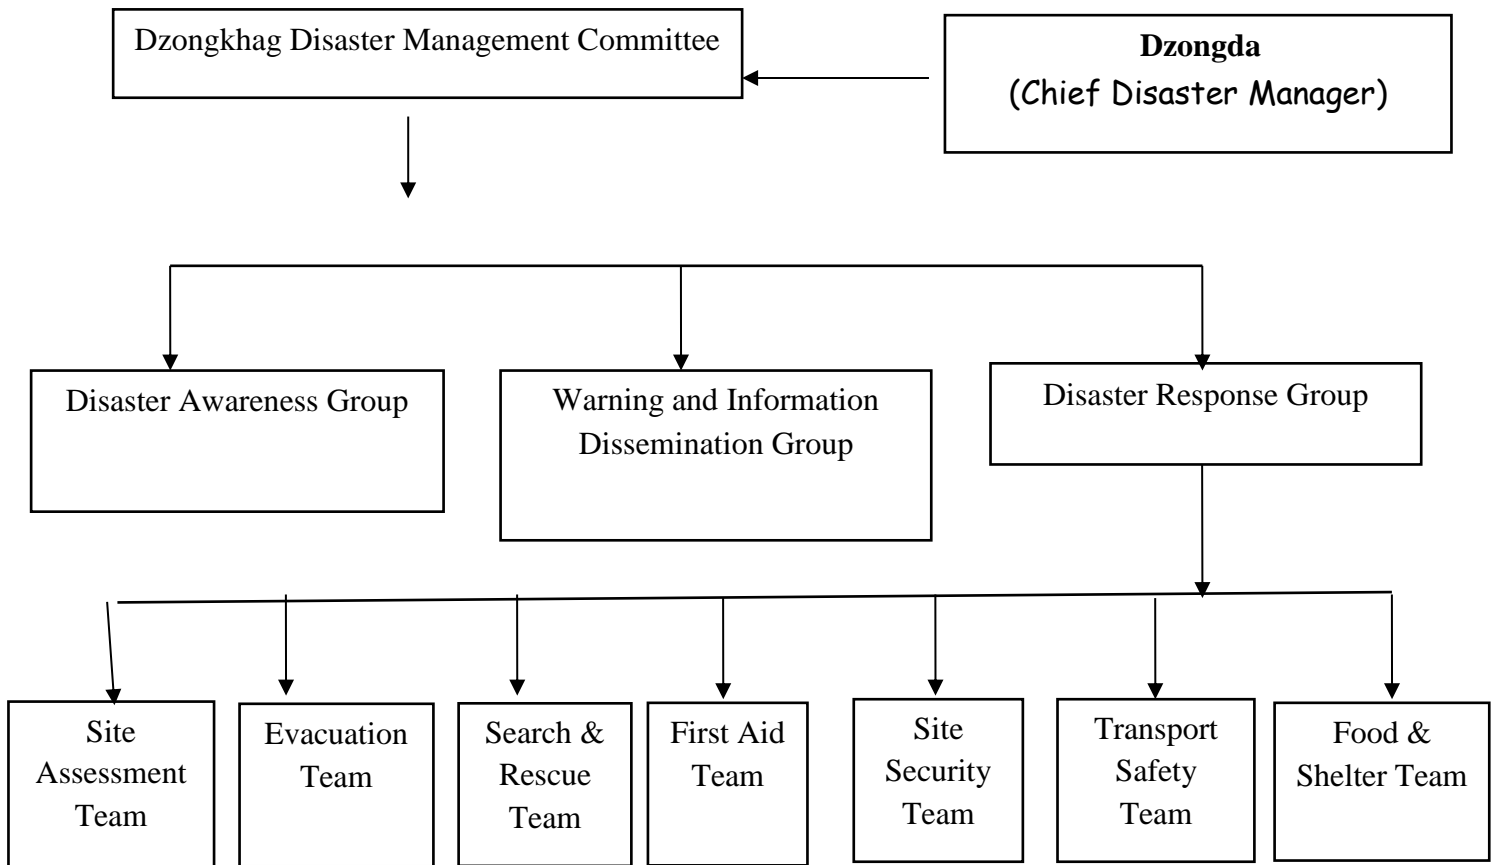 Dzongkhag Disaster Management Committee
Dzongda
(Chief Disaster Manager)
Disaster Awareness Group
Warning and Information
Dissemination Group
Disaster Response Group
Site
Assessment
Team
Evacuation
Team
Search &
Rescue
Team
First Aid
Team
Site
Security
Team
Transport
Safety
Team
Food &
Shelter Team